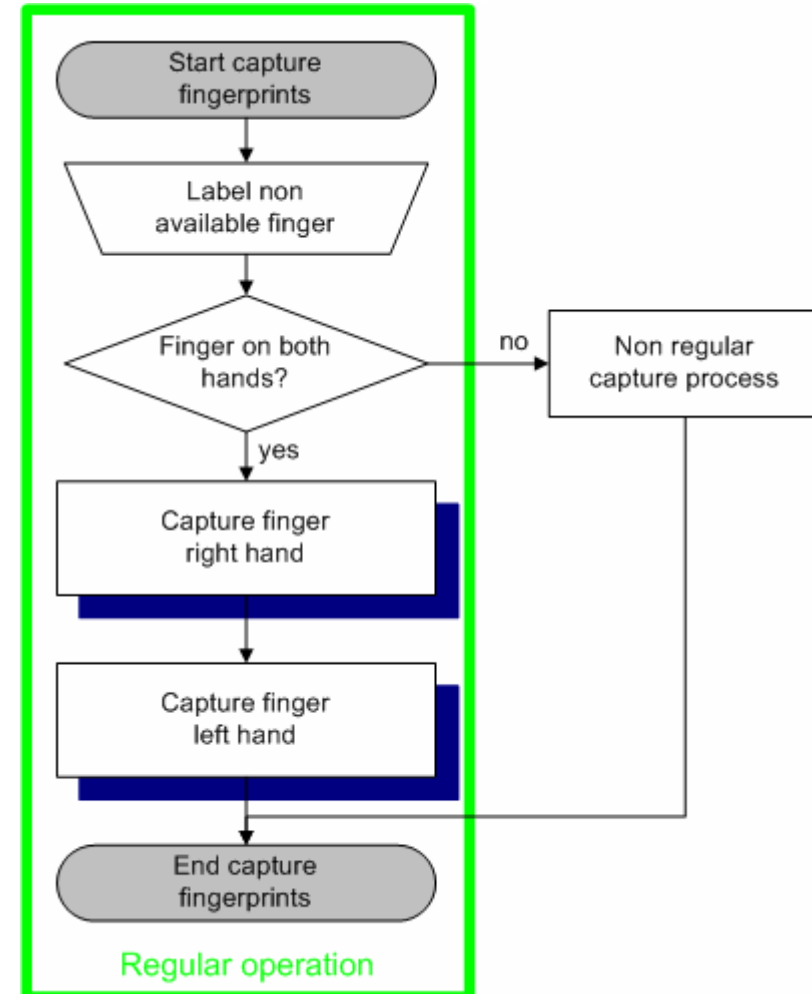 Start capture
fingerprints
Label non
available finger
Finger on both
hands?
no
Non regular
capture process
yes
Capture finger
right hand
Capture finger
left hand
End capture
fingerprints
Regular operation